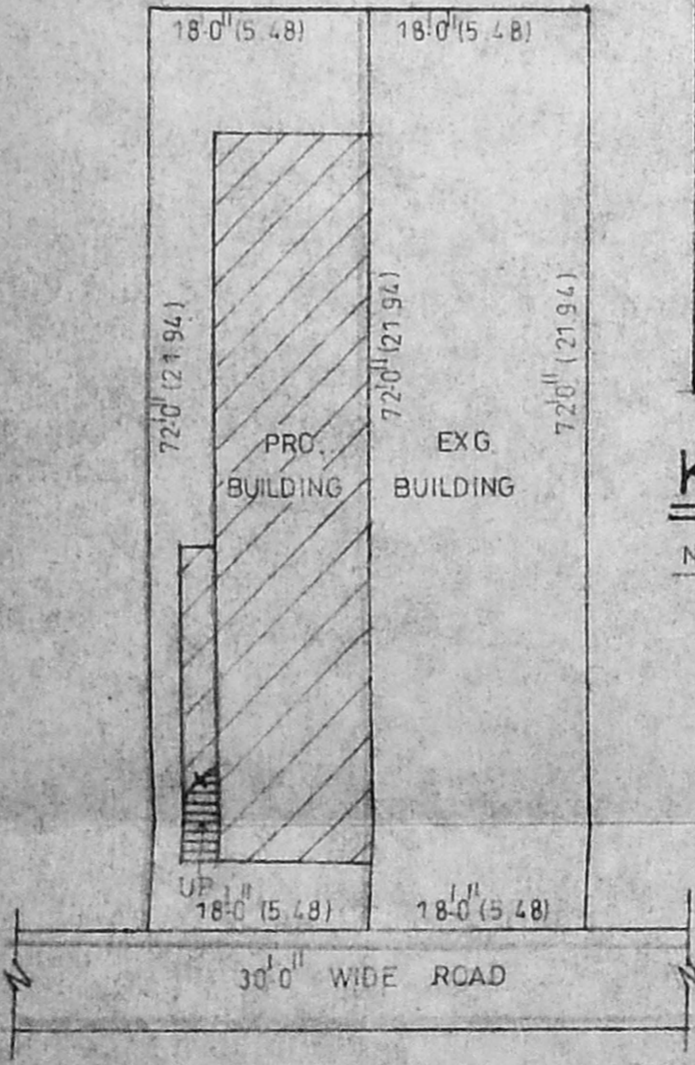 18'-0" (5.48)
18'-0" (5.48)
72'-0" (21.94)
72'-0" (21.94)
72'-0" (21.94)
PRO.
BUILDING
EXG.
BUILDING
K
N
UP
18'-0" (5.48)
18'-0" (5.48)
30'-0" WIDE ROAD